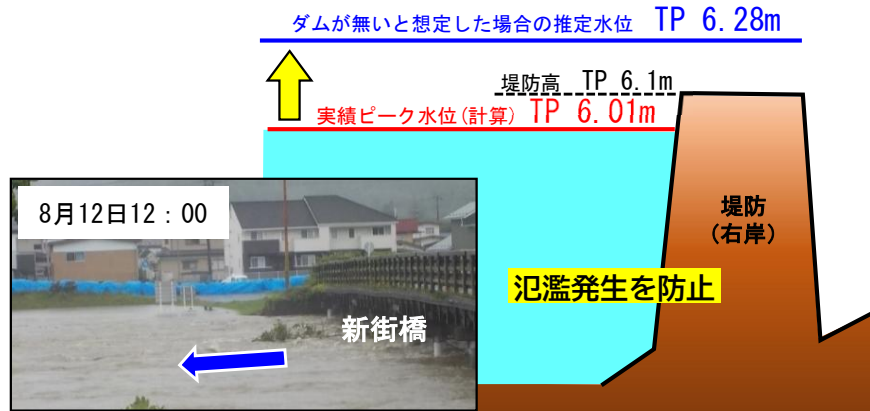 ダムが無いと想定した場合の推定水位 TP 6.28m
堤防高 TP 6.1m
実績ピーク水位(計算) TP 6.01m
8月12日12:00
堤防
(右岸)
氾濫発生を防止
新街橋